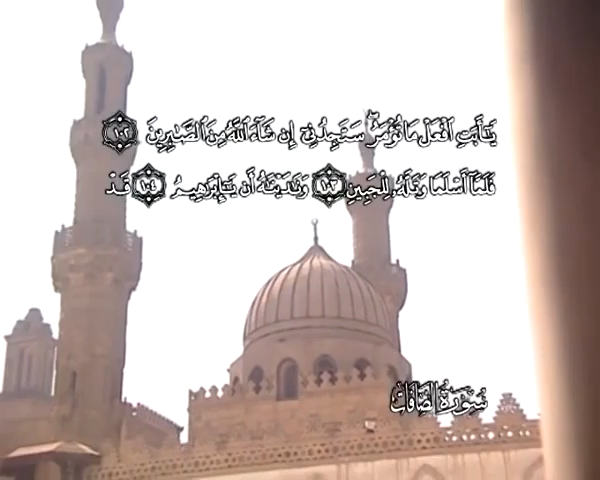 يَـٰٓأَبَتِ ٱفْعَلْ مَا تُؤْمَرُ ۖ سَتَجِدُنِىٓ إِن شَآءَ ٱللَّهُ مِنَ ٱلصَّـٰبِرِينَ ١٠٢
فَلَمَّآ أَسْلَمَا وَتَلَّهُۥ لِلْجَبِينِ ١٠٣ وَنَـٰدَيْنَـٰهُ أَن يَـٰٓإِبْرَٰهِيمُ ١٠٤ قَدْ
سُورَةُ الصَّافَّات